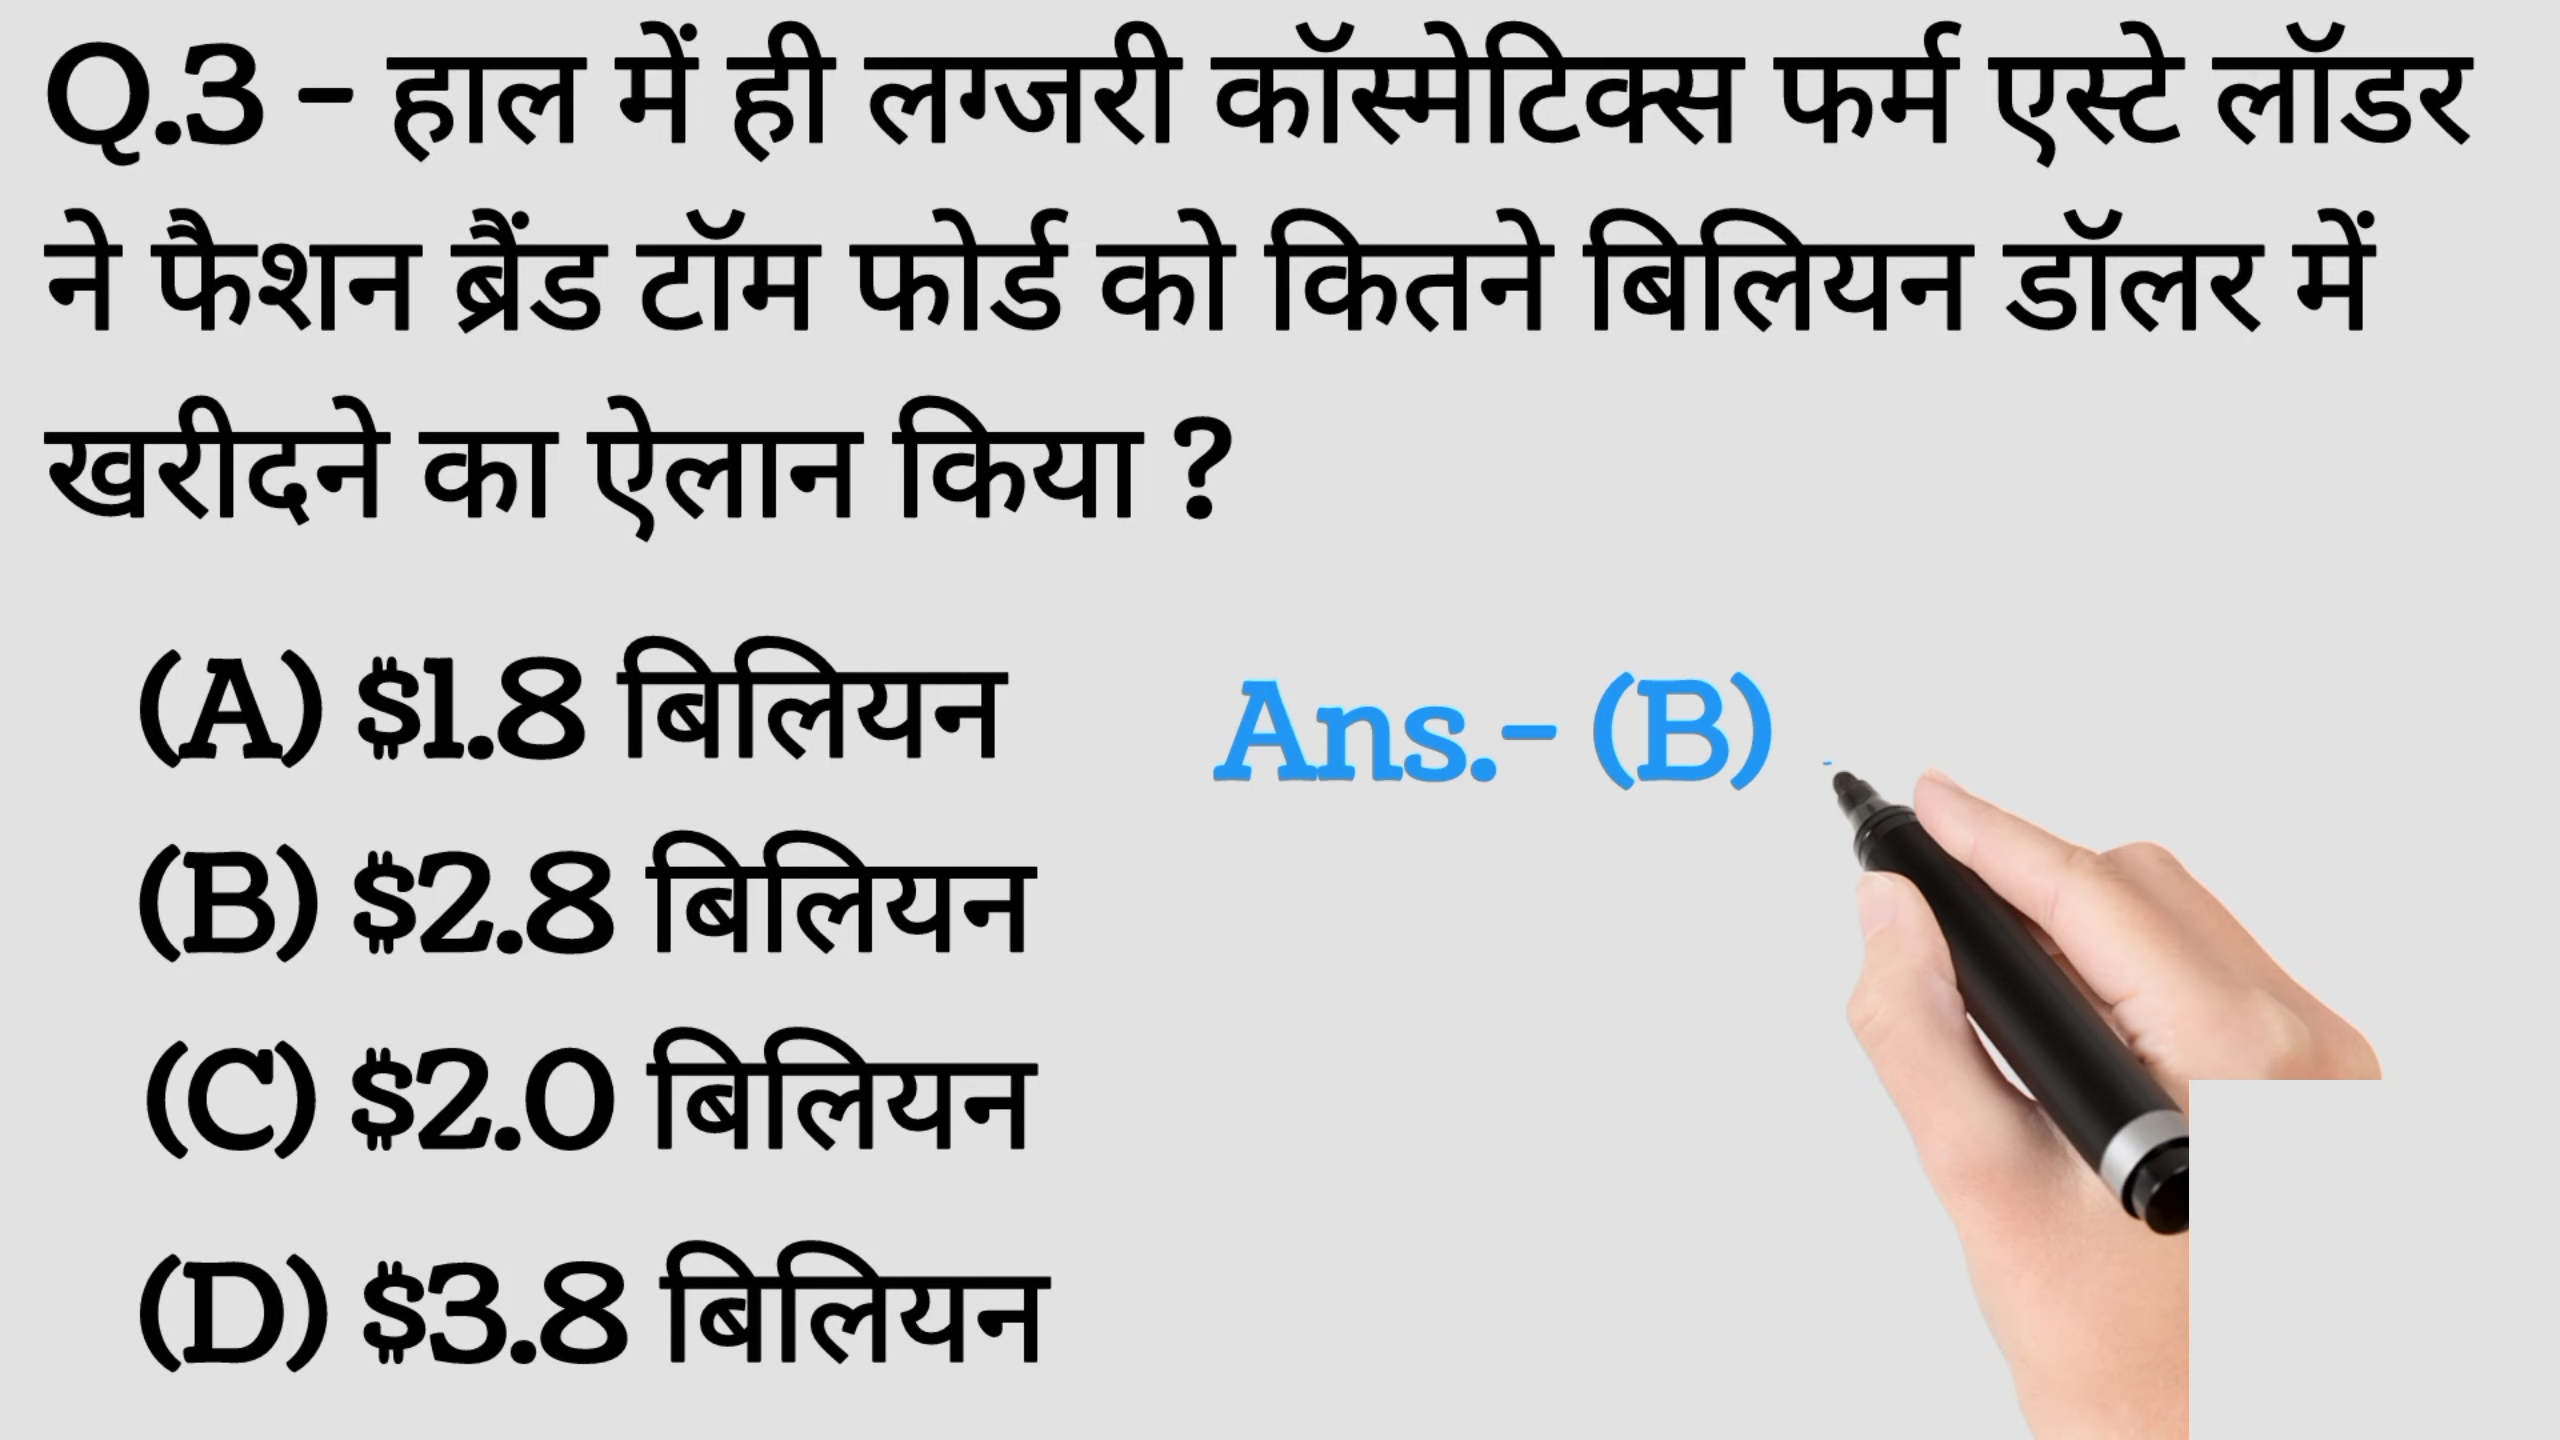 Q.3 - हाल में ही लग्जरी कॉस्मेटिक्स फर्म एस्टे लॉडर
ने फैशन ब्रैंड टॉम फोर्ड को कितने बिलियन डॉलर में
खरीदने का ऐलान किया ?
(A) $1.8 बिलियन
Ans.- (B)
(B) $2.8 बिलियन
(C) $2.0 बिलियन
(D) $3.8 बिलियन